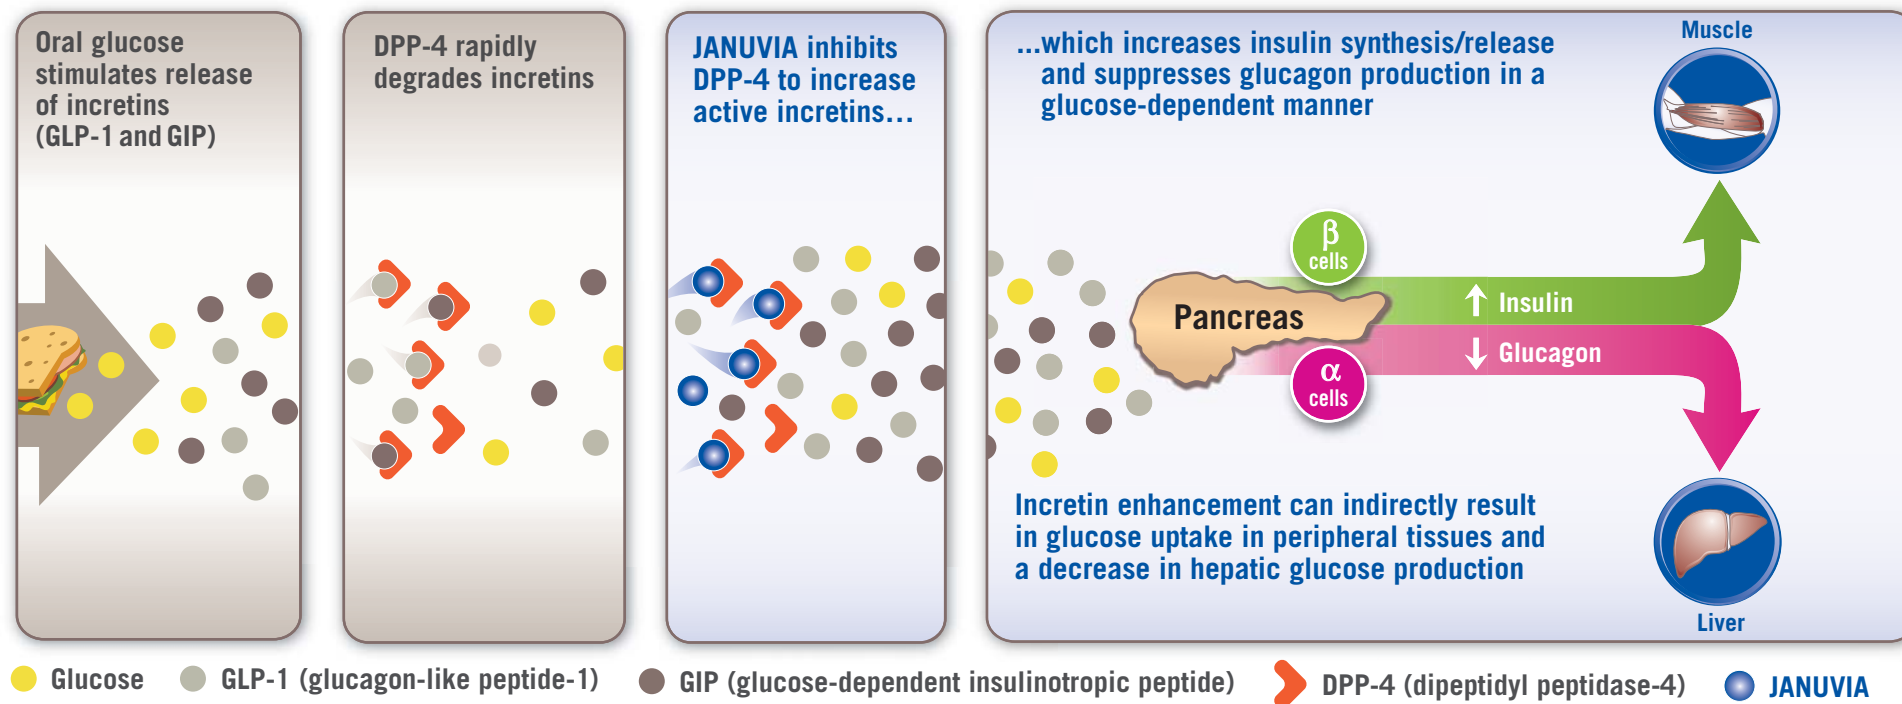 Oral glucose
stimulates release
of incretins
(GLP-1 and GIP)
DPP-4 rapidly
degrades incretins
JANUVIA inhibits
DPP-4 to increase
active incretins...
...which increases insulin synthesis/release
and suppresses glucagon production in a
glucose-dependent manner
Muscle
β
cells
Insulin
Pancreas
Glucagon
α
cells
Incretin enhancement can indirectly result
in glucose uptake in peripheral tissues and
a decrease in hepatic glucose production
Liver
Glucose
GLP-1 (glucagon-like peptide-1)
GIP (glucose-dependent insulinotropic peptide)
DPP-4 (dipeptidyl peptidase-4)
JANUVIA